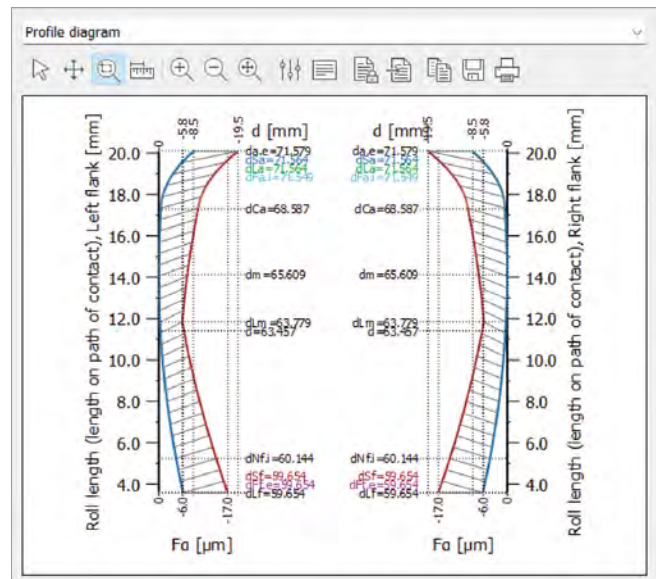 Profile diagram
-5.8
-8.5
-19.5
d [mm]
d [mm]
-19.5
-8.5
-5.8
Roll length (length on path of contact), Left flank [mm]
20.0
18.0
16.0
14.0
12.0
10.0
8.0
6.0
4.0
da.e=71.579
dSa=71.564
dLa=71.564
dFa.i=71.549
dCa=68.587
dm=65.609
dLm=63.779
d=63.457
dNf.i=60.144
dSf=59.654
dFf.e=59.654
dLf=59.654
da.e=71.579
dSa=71.564
dLa=71.564
dFa.i=71.549
dCa=68.587
dm=65.609
dLm=63.779
d=63.457
dNf.i=60.144
dSf=59.654
dFf.e=59.654
dLf=59.654
20.0
18.0
16.0
14.0
12.0
10.0
8.0
6.0
4.0
Roll length (length on path of contact), Right flank [mm]
0
-6.0
-17.0
-17.0
-6.0
0
Fa [µm]
Fa [µm]